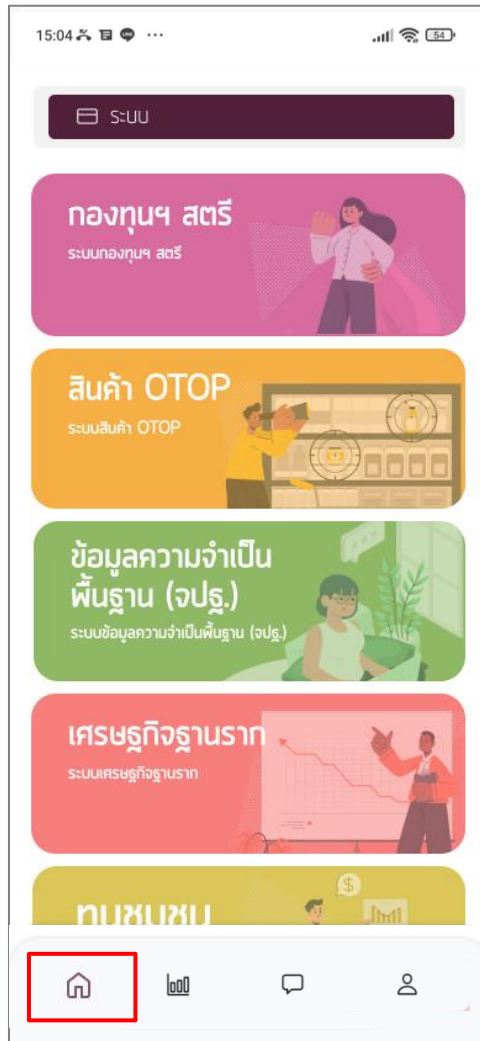 15:04 ... 54
ระบบ
กองทุนฯ สตรี
ระบบกองทุนฯ สตรี
สินค้า OTOP
ระบบสินค้า OTOP
ข้อมูลความจำเป็น
พื้นฐาน (จปฐ.)
ระบบข้อมูลความจำเป็นพื้นฐาน (จปฐ.)
เศรษฐกิจฐานราก
ระบบเศรษฐกิจฐานราก
ทุนชุมชน